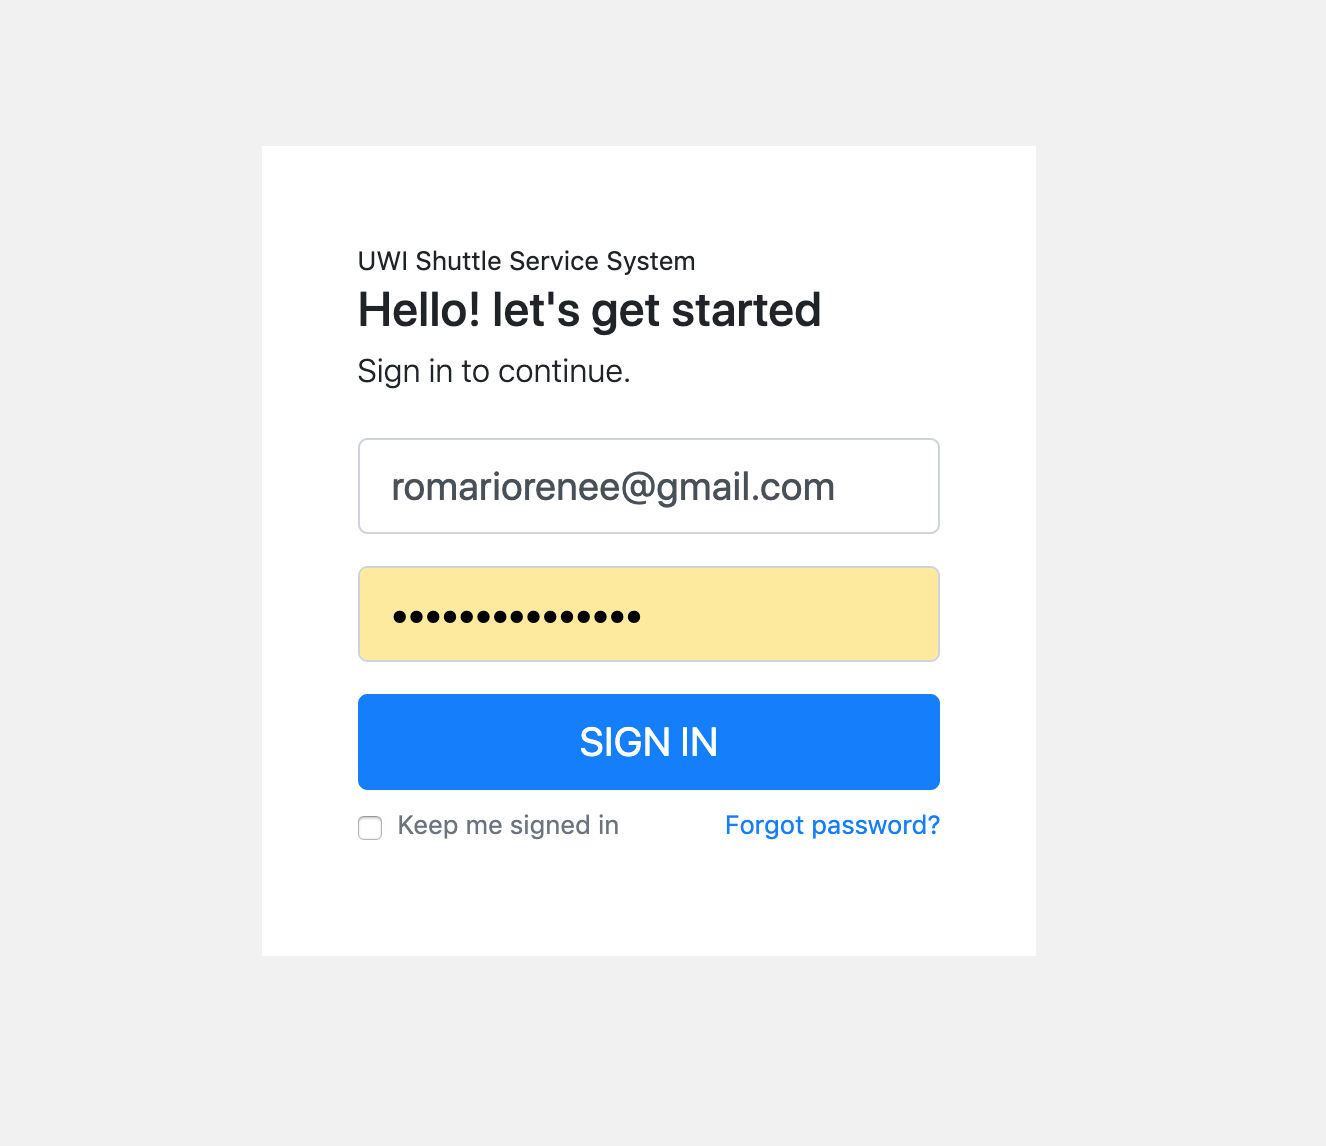 UWI Shuttle Service System
Hello! let's get started
Sign in to continue.
romariorenee@gmail.com
•••••••••••••••
SIGN IN
Keep me signed in
Forgot password?